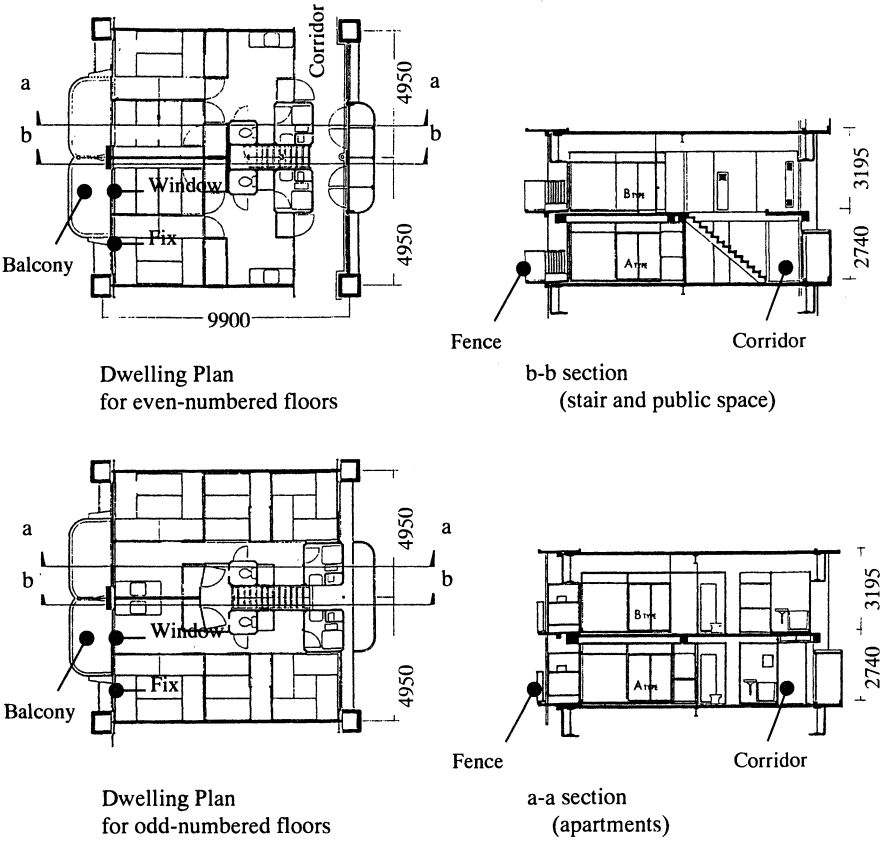 Corridor
a
a
4950
b
b
Window
Fix
4950
Balcony
9900
Dwelling Plan
for even-numbered floors
B TYPE
3195
A TYPE
2740
Fence
Corridor
b-b section
(stair and public space)
a
a
4950
b
b
Window
Fix
4950
Balcony
Dwelling Plan
for odd-numbered floors
B TYPE
3195
A TYPE
2740
Fence
Corridor
a-a section
(apartments)